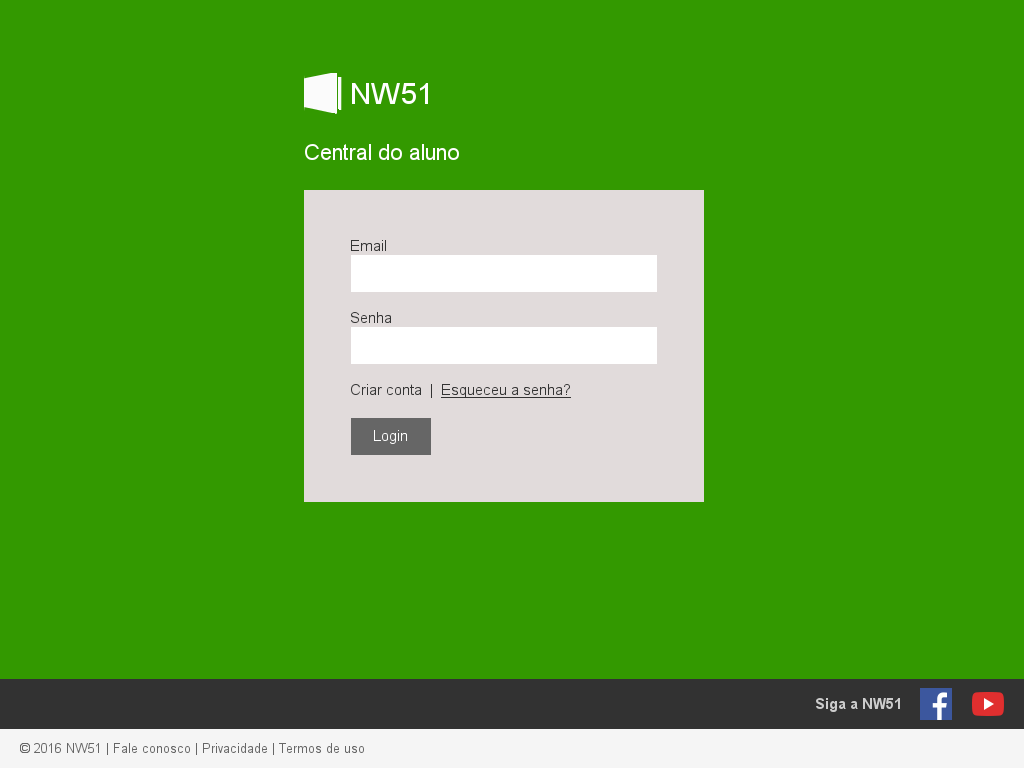 NW51
Central do aluno
Email
Senha
Criar conta | Esqueceu a senha?
Login
Siga a NW51
© 2016 NW51 | Fale conosco | Privacidade | Termos de uso